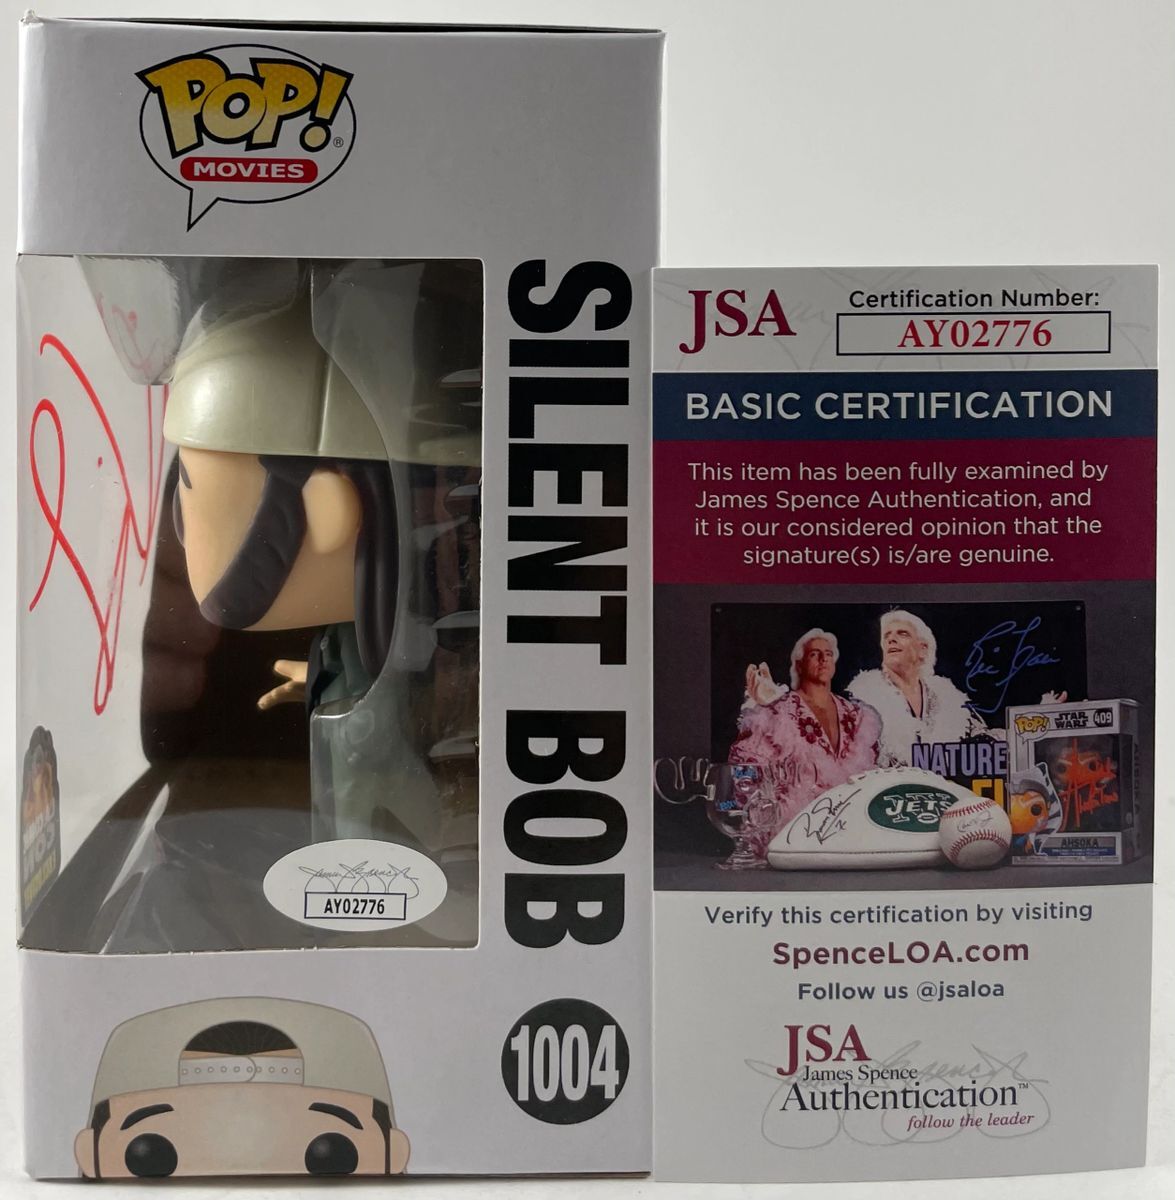 POP!
MOVIES
SILENT BOB
1004
AY02776
JSA
Certification Number:
AY02776
BASIC CERTIFICATION
This item has been fully examined by
James Spence Authentication, and
it is our considered opinion that the
signature(s) is/are genuine.
NATURE
JETS
POP!
STAR WARS
409
AHSOKA
Verify this certification by visiting
SpenceLOA.com
Follow us @jsaloa
JSA
James Spence
Authentication™
follow the leader